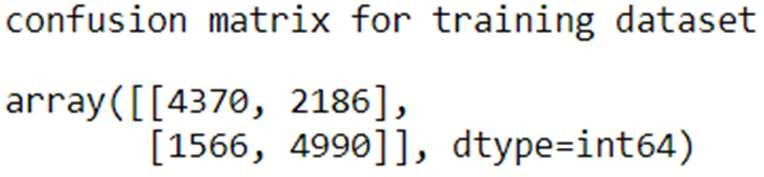 confusion matrix for training dataset
array([[4370, 2186],
       [1566, 4990]], dtype=int64)